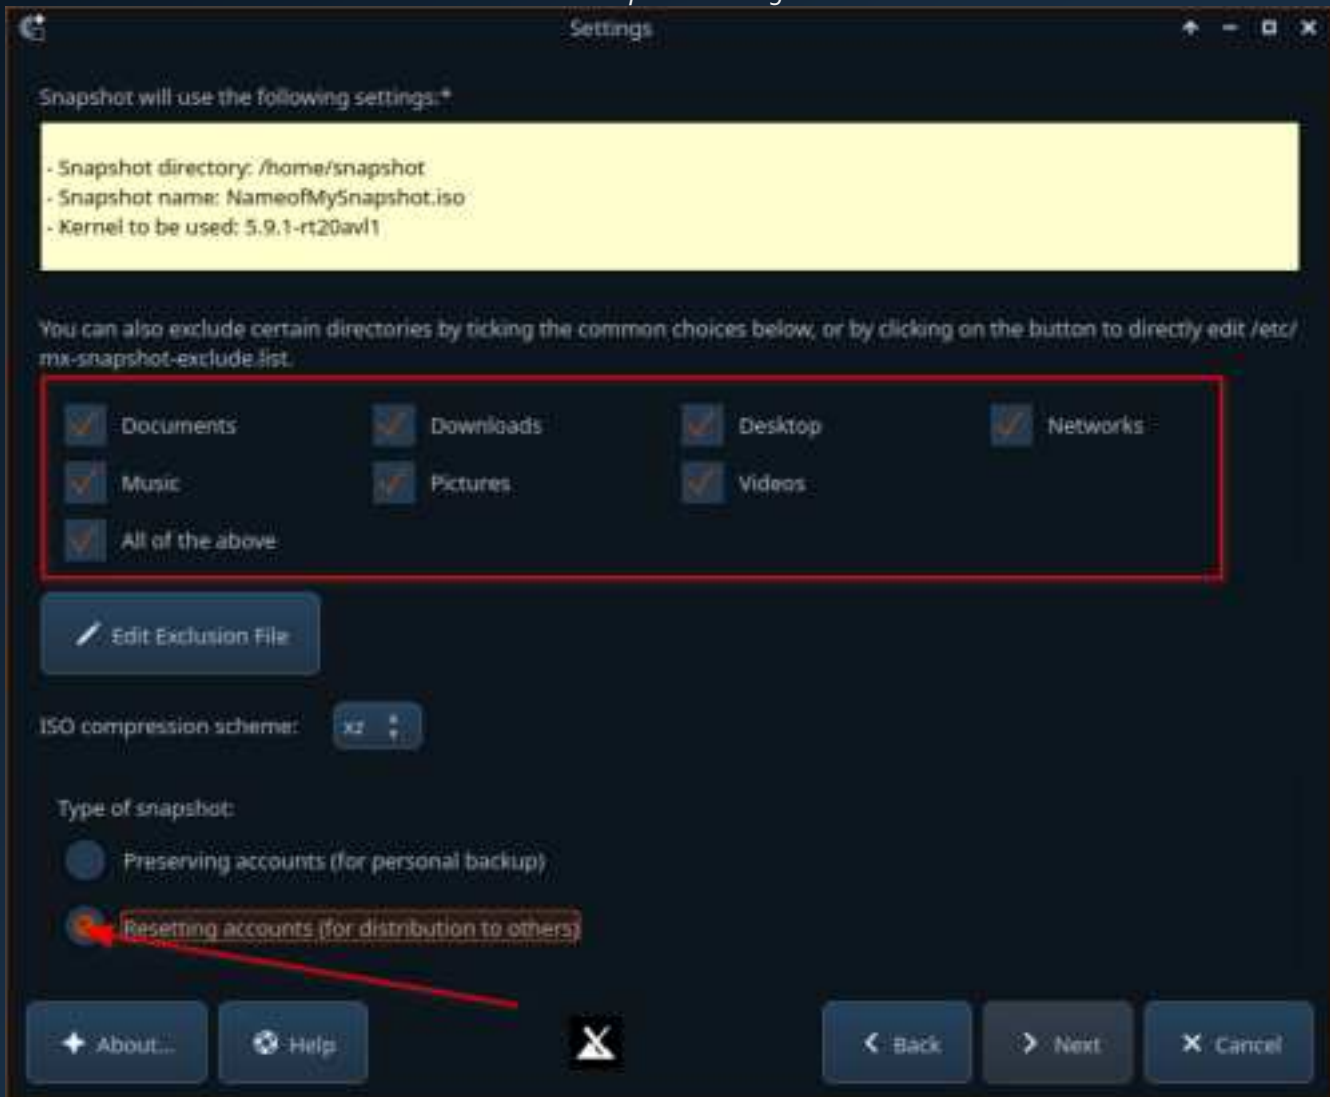 Settings
Snapshot will use the following settings:*
- Snapshot directory: /home/snapshot
- Snapshot name: NameofMySnapshot.iso
- Kernel to be used: 5.9.1-rt20avl1
You can also exclude certain directories by ticking the common choices below, or by clicking on the button to directly edit /etc/
mx-snapshot-exclude.list.
Documents Downloads Desktop Networks
Music Pictures Videos
All of the above
Edit Exclusion File
ISO compression scheme: xz
Type of snapshot:
Preserving accounts (for personal backup)
Resetting accounts (for distribution to others)
About... Help Back Next Cancel